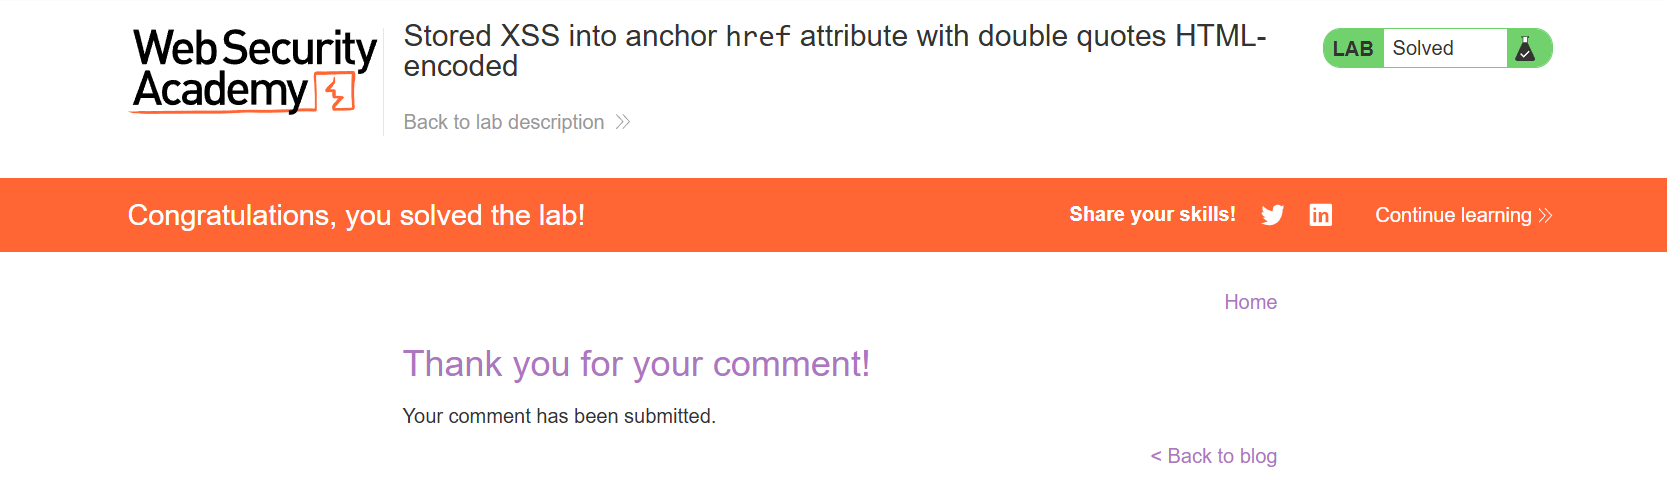 Web Security
Academy
Stored XSS into anchor href attribute with double quotes HTML-
encoded
Back to lab description
LAB Solved
Congratulations, you solved the lab!
Share your skills!
Continue learning
Home
Thank you for your comment!
Your comment has been submitted.
< Back to blog